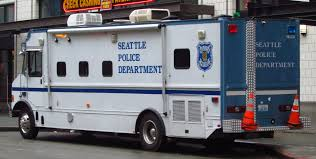 CHECK CASHING
SEATTLE
POLICE
DEPARTMENT
SEATTLE
POLICE
DEPARTMENT